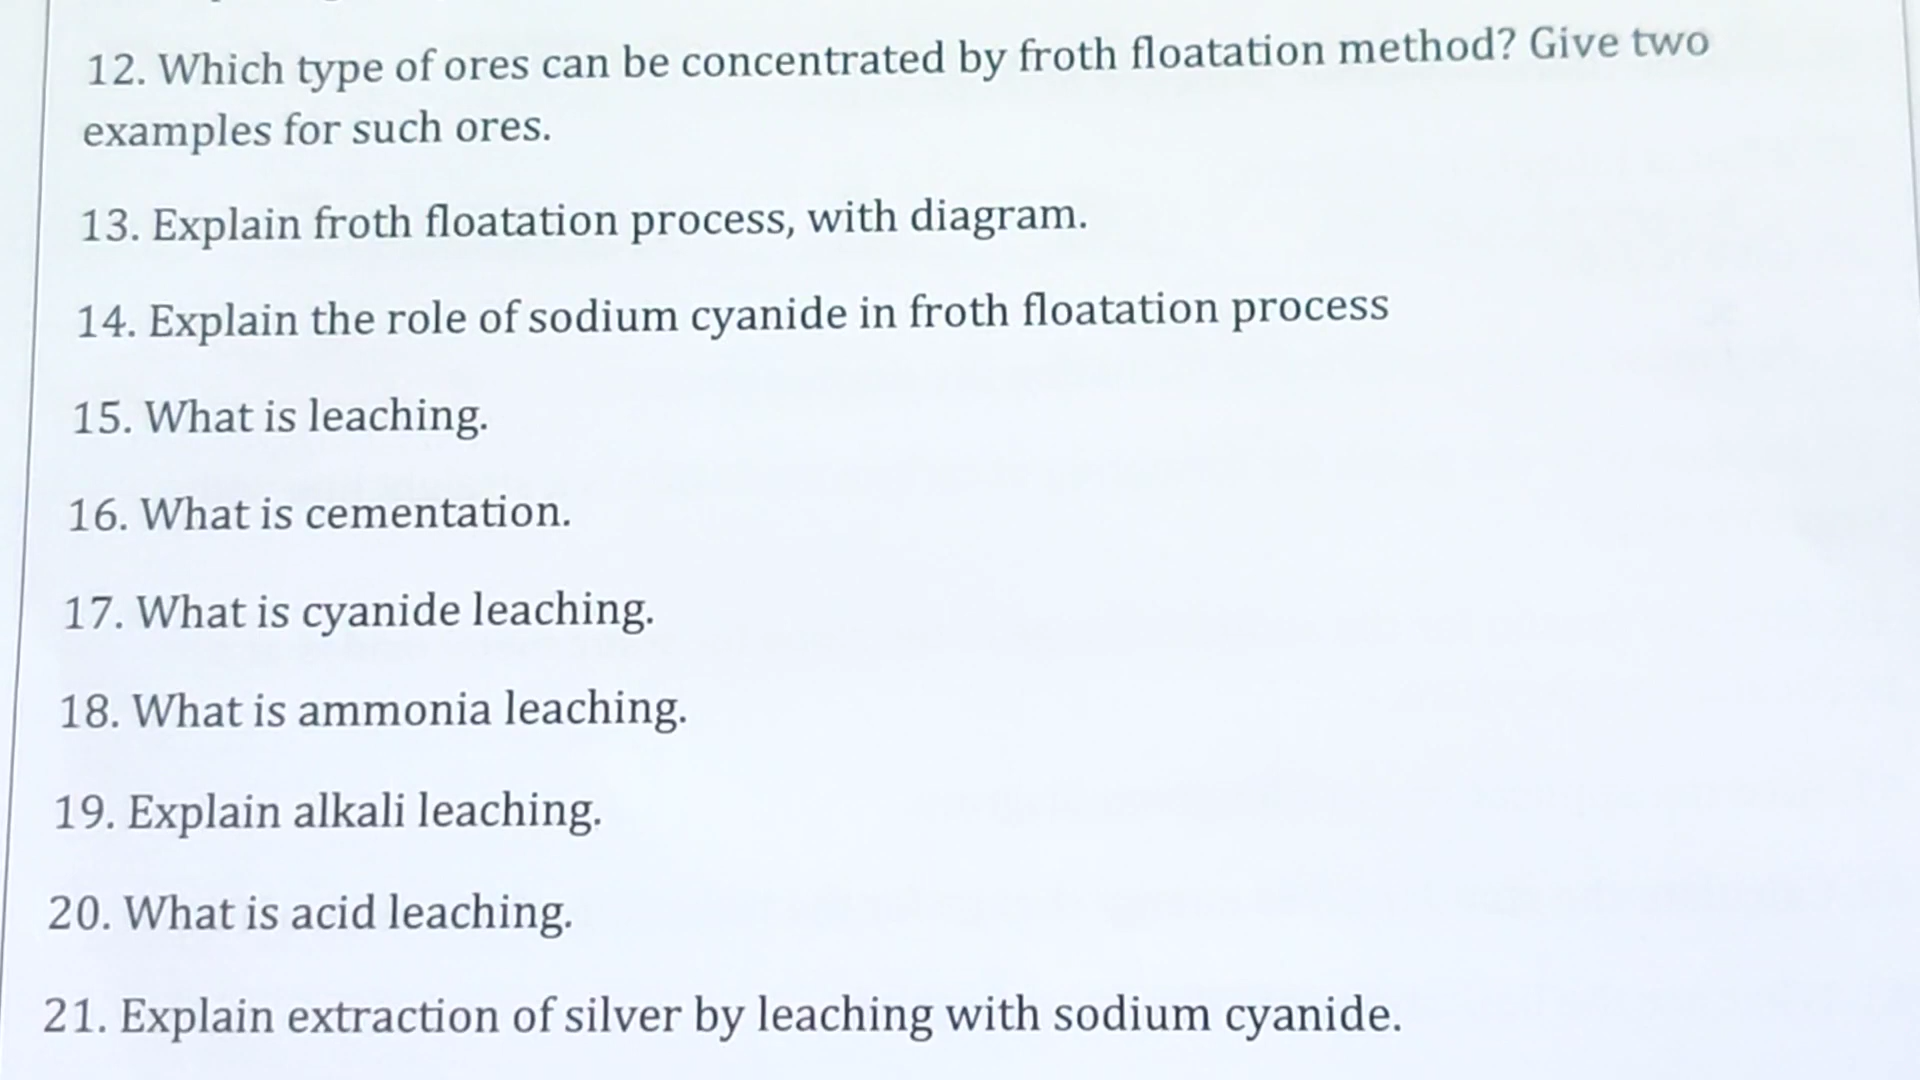 12. Which type of ores can be concentrated by froth floatation method? Give two
examples for such ores.
13. Explain froth floatation process, with diagram.
14. Explain the role of sodium cyanide in froth floatation process
15. What is leaching.
16. What is cementation.
17. What is cyanide leaching.
18. What is ammonia leaching.
19. Explain alkali leaching.
20. What is acid leaching.
21. Explain extraction of silver by leaching with sodium cyanide.